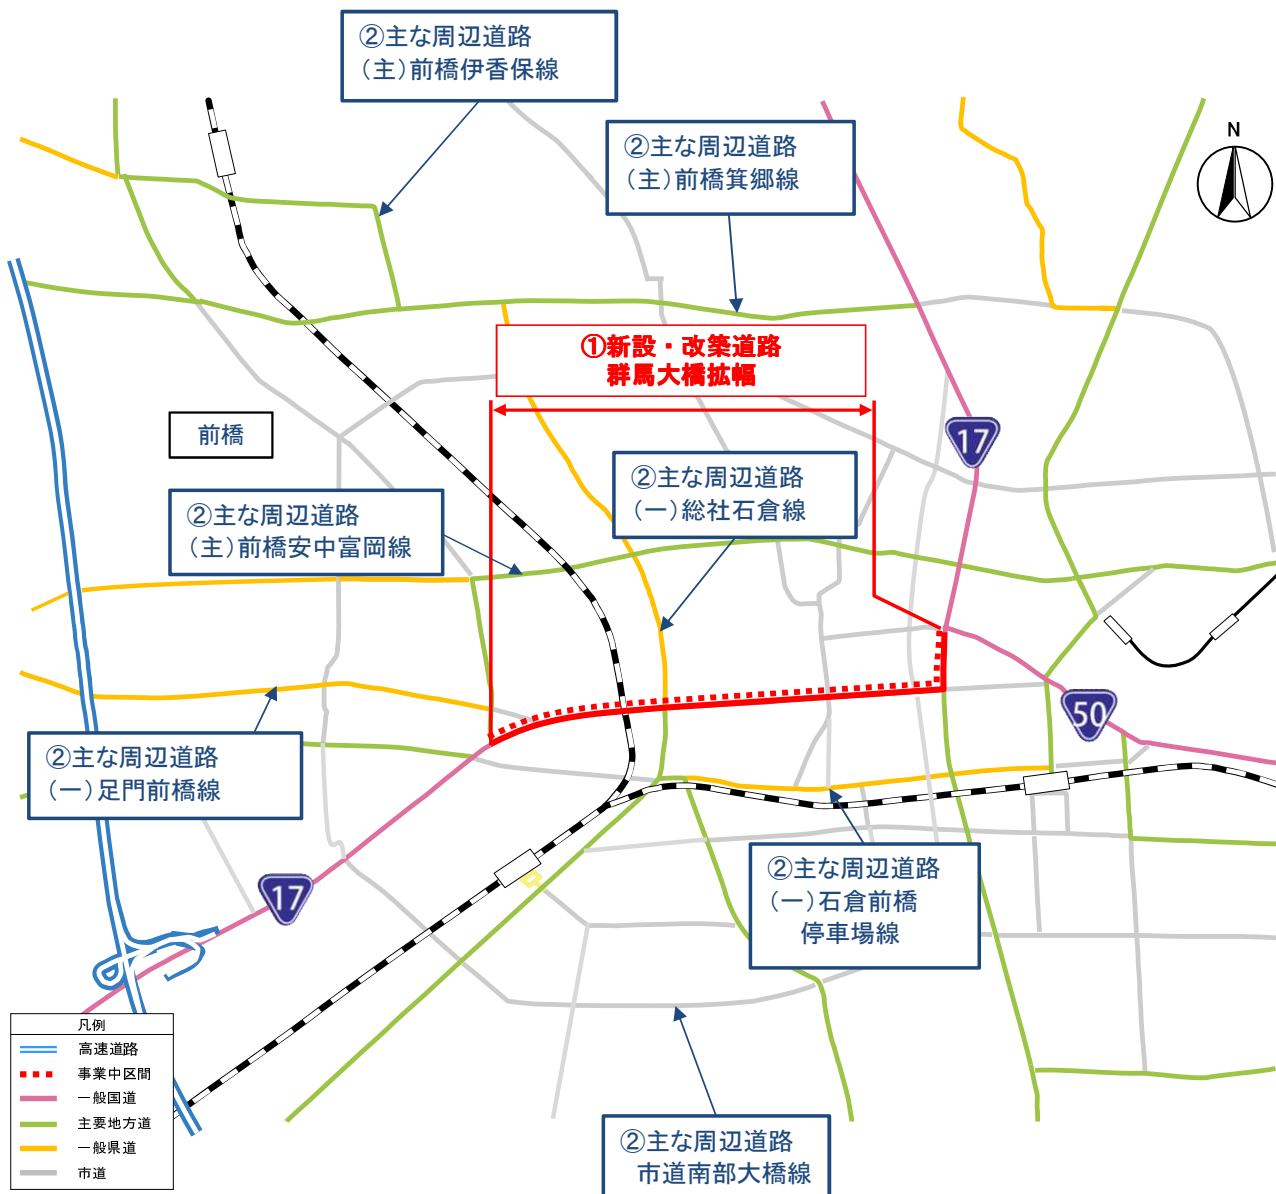 ②主な周辺道路
(主)前橋伊香保線
②主な周辺道路
(主)前橋箕郷線
N
①新設・改築道路
群馬大橋拡幅
前橋
17
②主な周辺道路
(一)総社石倉線
②主な周辺道路
(主)前橋安中富岡線
50
②主な周辺道路
(一)足門前橋線
17
②主な周辺道路
(一)石倉前橋
停車場線
凡例
高速道路
事業中区間
一般国道
主要地方道
一般県道
市道
②主な周辺道路
市道南部大橋線